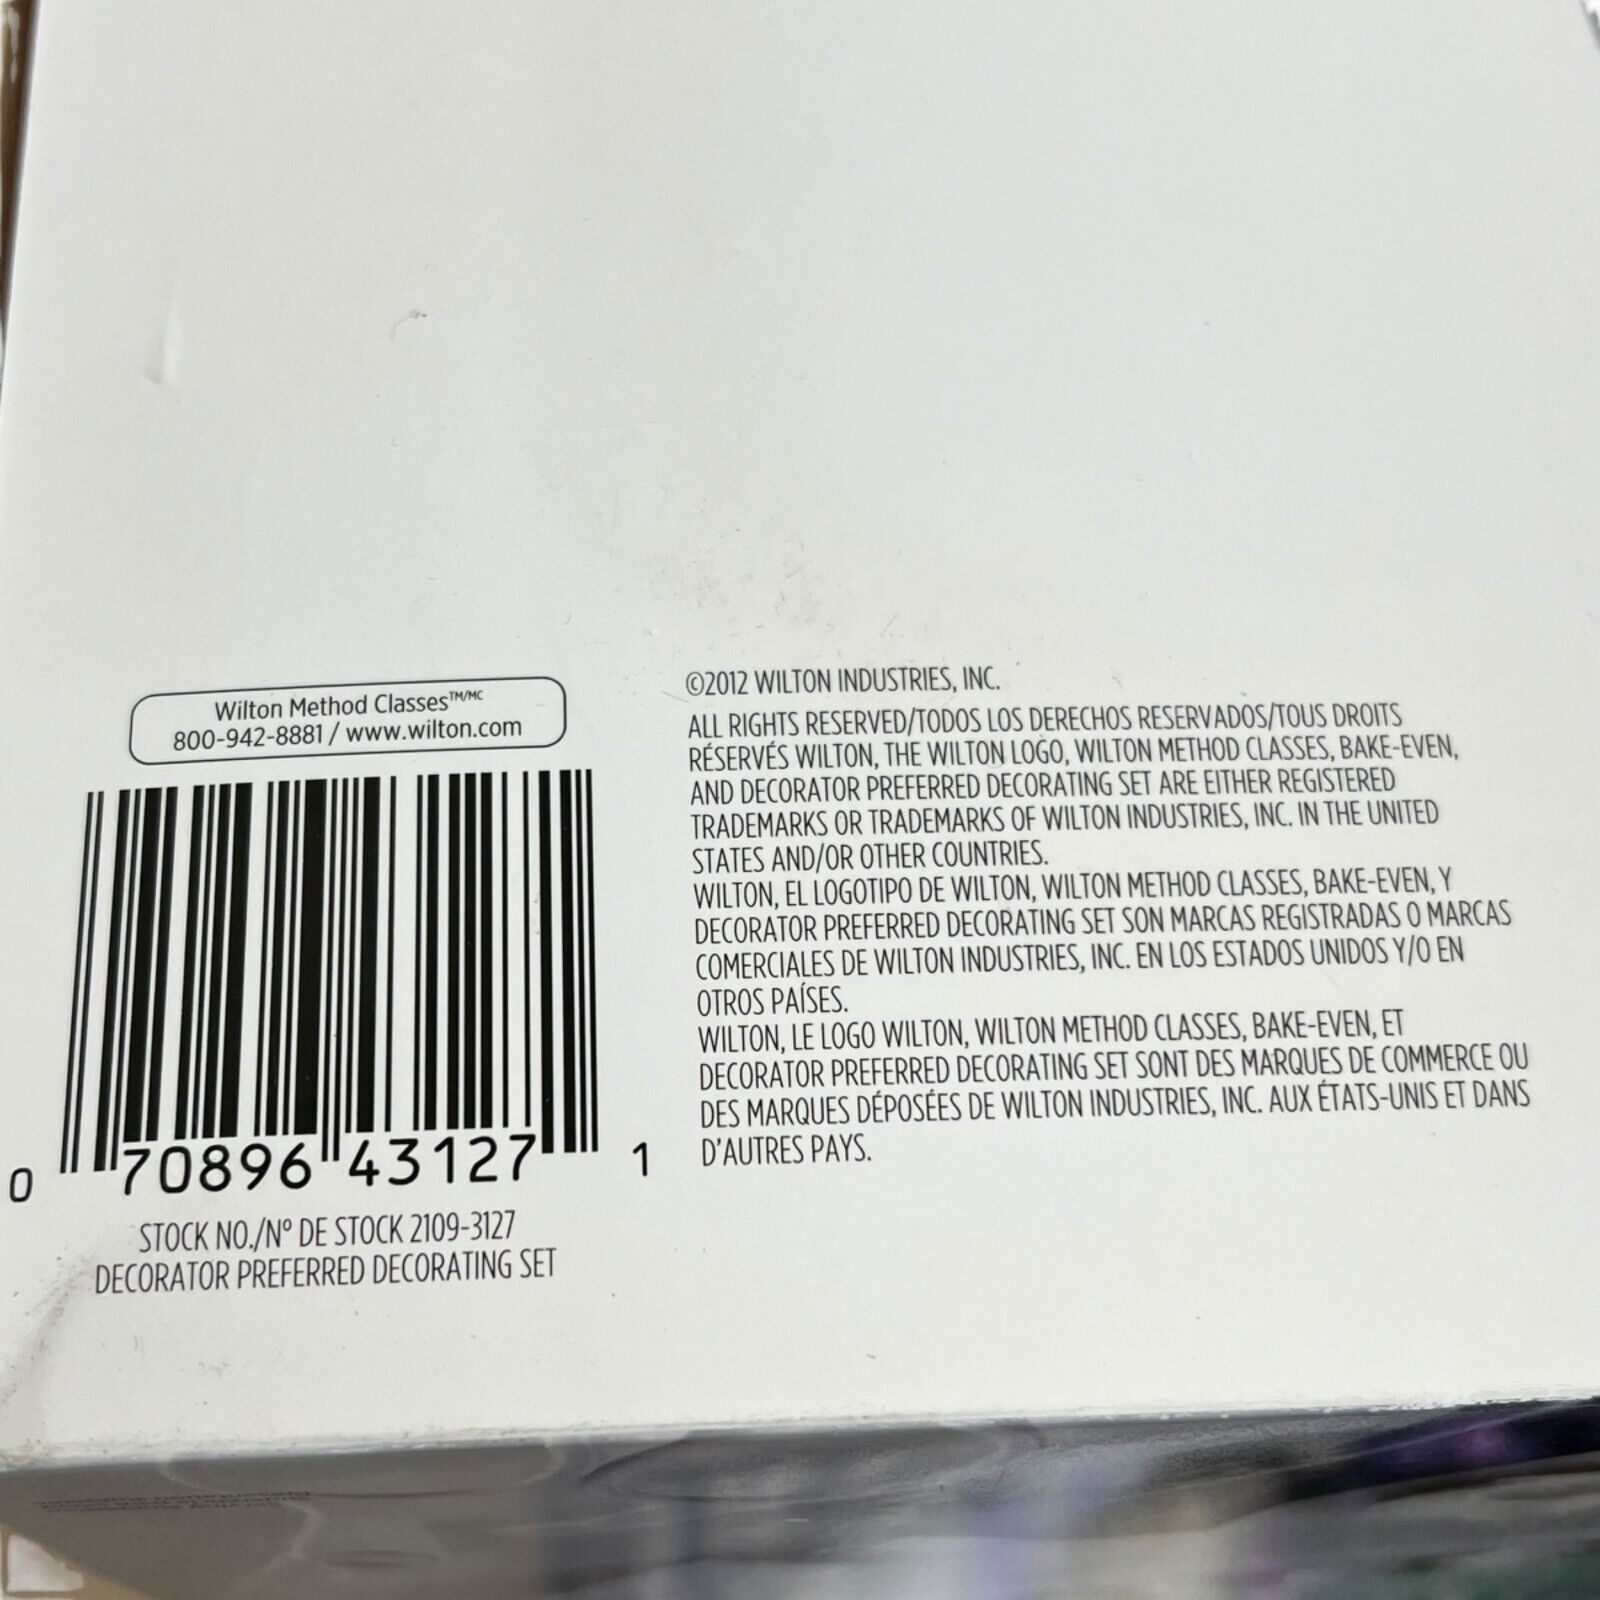 Wilton Method Classes™/MC
800-942-8881 / www.wilton.com
0 70896 43127 1
STOCK NO./Nº DE STOCK 2109-3127
DECORATOR PREFERRED DECORATING SET
©2012 WILTON INDUSTRIES, INC.
ALL RIGHTS RESERVED/TODOS LOS DERECHOS RESERVADOS/TOUS DROITS
RÉSERVÉS WILTON, THE WILTON LOGO, WILTON METHOD CLASSES, BAKE-EVEN,
AND DECORATOR PREFERRED DECORATING SET ARE EITHER REGISTERED
TRADEMARKS OR TRADEMARKS OF WILTON INDUSTRIES, INC. IN THE UNITED
STATES AND/OR OTHER COUNTRIES.
WILTON, EL LOGOTIPO DE WILTON, WILTON METHOD CLASSES, BAKE-EVEN, Y
DECORATOR PREFERRED DECORATING SET SON MARCAS REGISTRADAS O MARCAS
COMERCIALES DE WILTON INDUSTRIES, INC. EN LOS ESTADOS UNIDOS Y/O EN
OTROS PAÍSES.
WILTON, LE LOGO WILTON, WILTON METHOD CLASSES, BAKE-EVEN, ET
DECORATOR PREFERRED DECORATING SET SONT DES MARQUES DE COMMERCE OU
DES MARQUES DÉPOSÉES DE WILTON INDUSTRIES, INC. AUX ÉTATS-UNIS ET DANS
D'AUTRES PAYS.